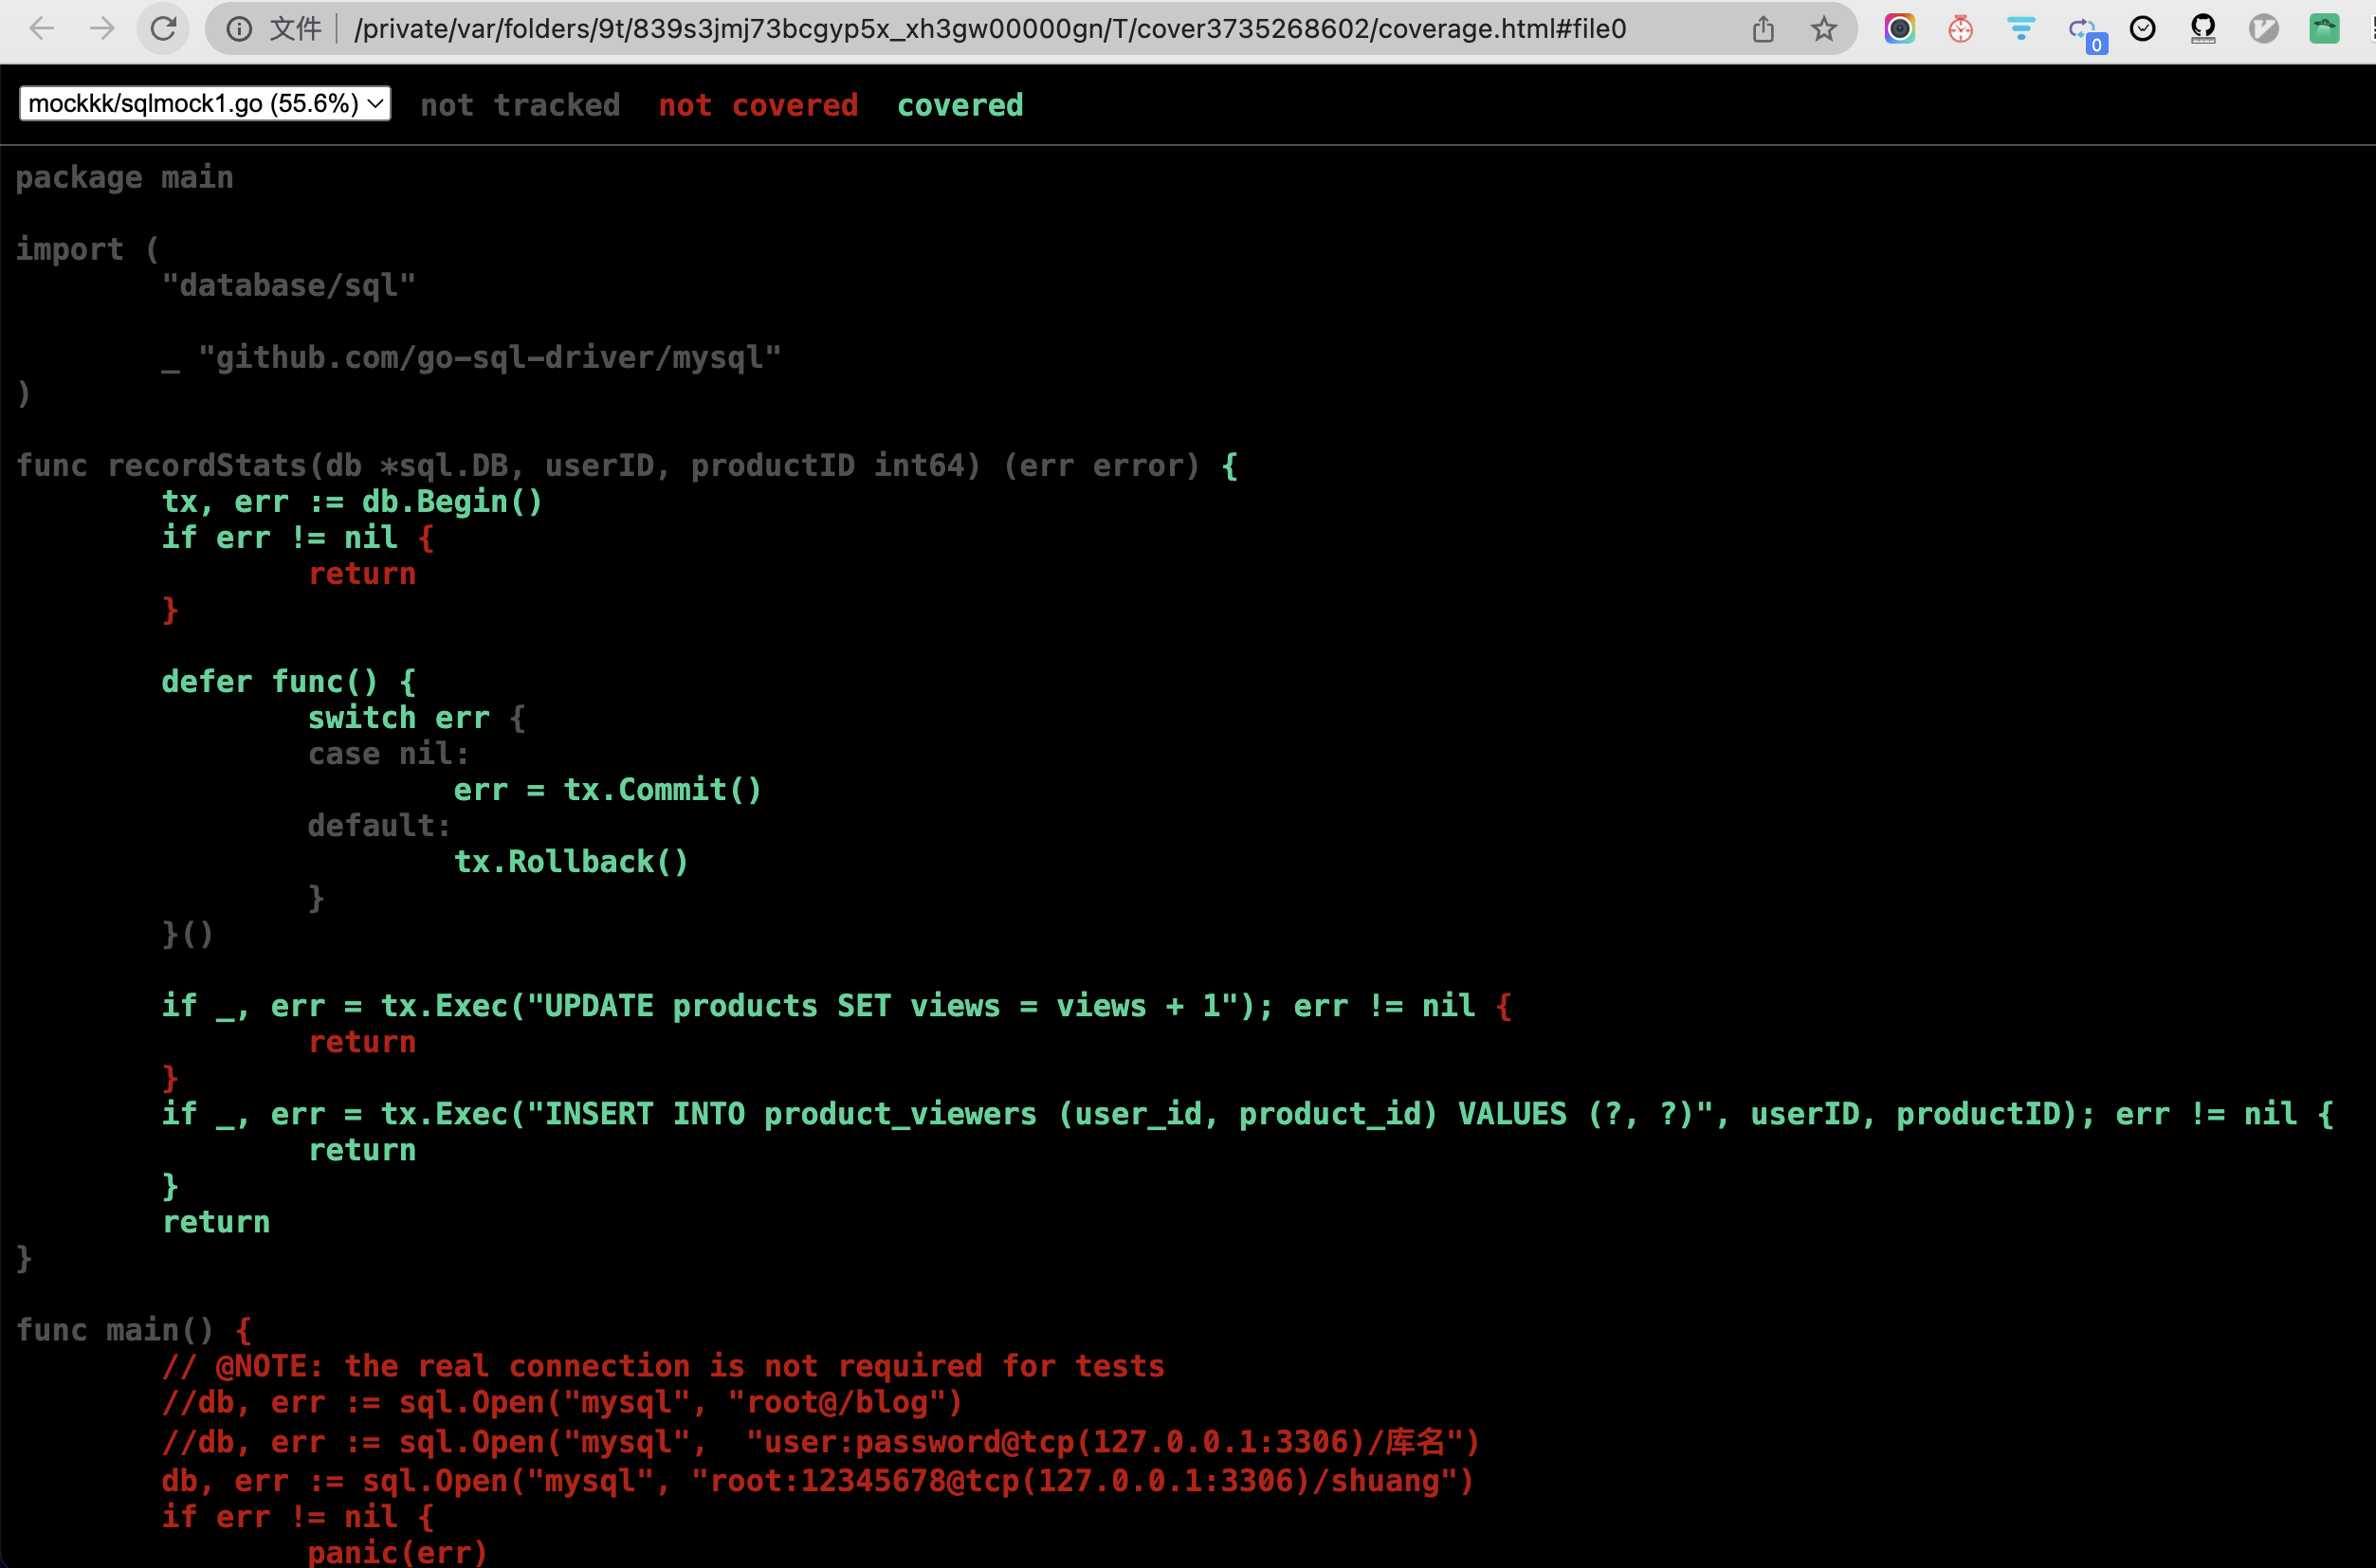 文件 /private/var/folders/9t/839s3jmj73bcgyp5x_xh3gw00000gn/T/cover3735268602/coverage.html#file0
0
mockkk/sqlmock1.go (55.6%) not tracked not covered covered
package main
import (
"database/sql"
_ "github.com/go-sql-driver/mysql"
)
func recordStats(db *sql.DB, userID, productID int64) (err error) {
tx, err := db.Begin()
if err != nil {
return
}
defer func() {
switch err {
case nil:
err = tx.Commit()
default:
tx.Rollback()
}
}()
if _, err = tx.Exec("UPDATE products SET views = views + 1"); err != nil {
return
}
if _, err = tx.Exec("INSERT INTO product_viewers (user_id, product_id) VALUES (?, ?)", userID, productID); err != nil {
return
}
return
}
func main() {
// @NOTE: the real connection is not required for tests
//db, err := sql.Open("mysql", "root@/blog")
//db, err := sql.Open("mysql",  "user:password@tcp(127.0.0.1:3306)/库名")
db, err := sql.Open("mysql", "root:12345678@tcp(127.0.0.1:3306)/shuang")
if err != nil {
panic(err)